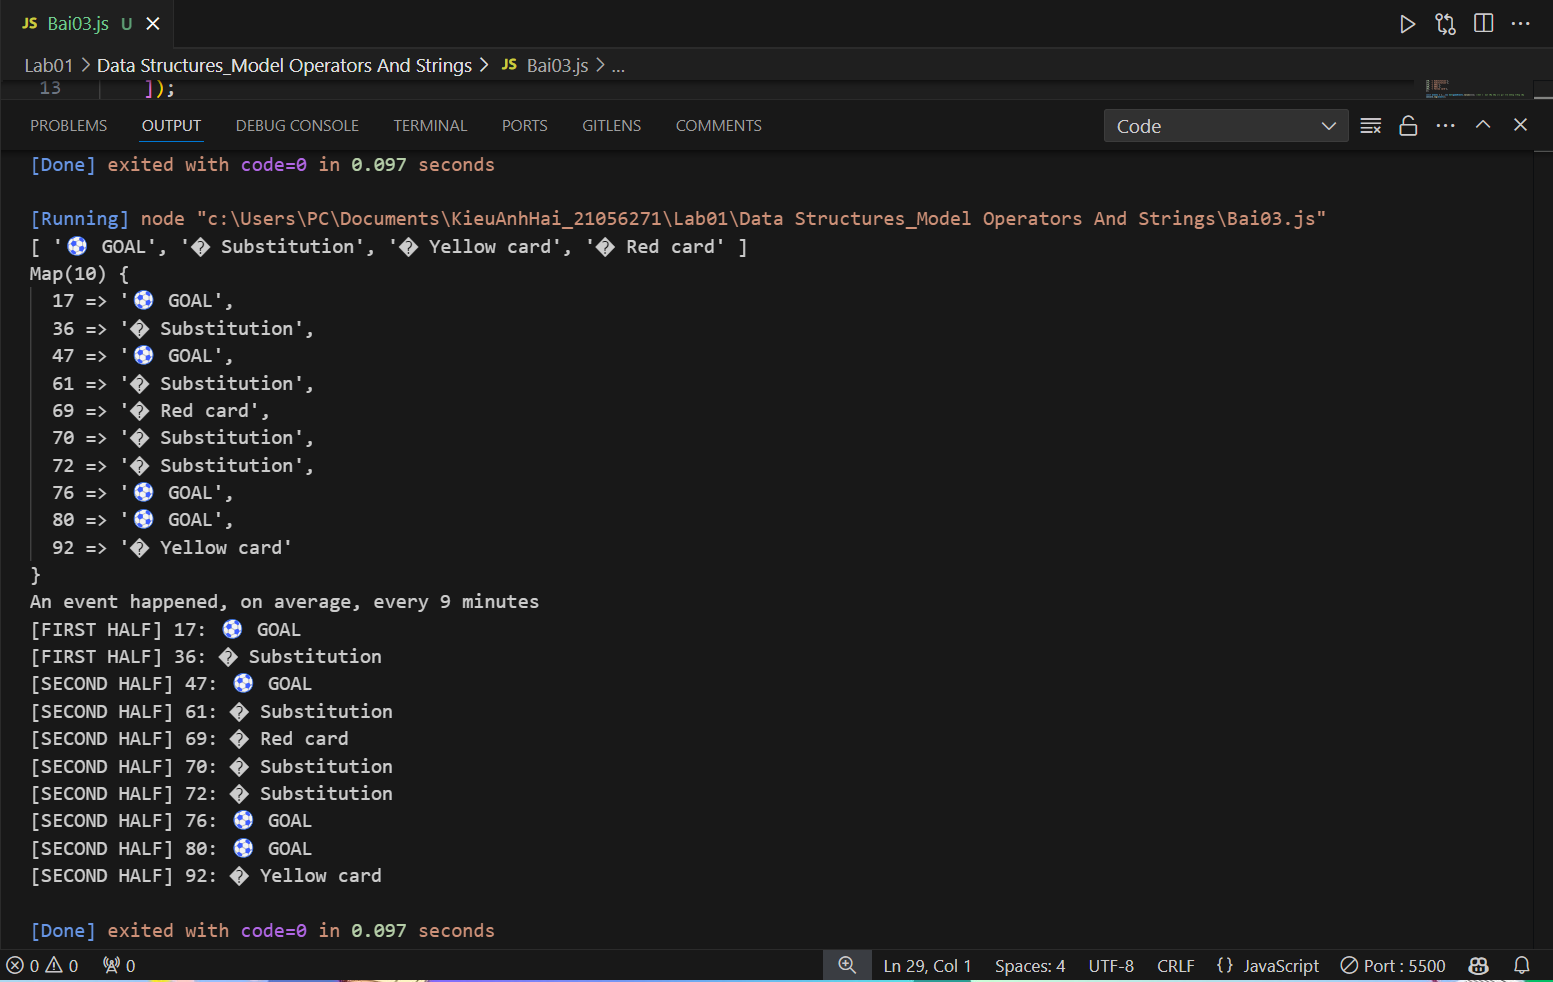 JS Bai03.js U
Lab01 > Data Structures_Model Operators And Strings > JS Bai03.js > ...
13 ]);
PROBLEMS OUTPUT DEBUG CONSOLE TERMINAL PORTS GITLENS COMMENTS Code
[Done] exited with code=0 in 0.097 seconds
[Running] node "c:\Users\PC\Documents\KieuAnhHai_21056271\Lab01\Data Structures_Model Operators And Strings\Bai03.js"
[ '⚽ GOAL', '� Substitution', '� Yellow card', '� Red card' ]
Map(10) {
17 => '⚽ GOAL',
36 => '� Substitution',
47 => '⚽ GOAL',
61 => '� Substitution',
69 => '� Red card',
70 => '� Substitution',
72 => '� Substitution',
76 => '⚽ GOAL',
80 => '⚽ GOAL',
92 => '� Yellow card'
}
An event happened, on average, every 9 minutes
[FIRST HALF] 17: ⚽ GOAL
[FIRST HALF] 36: � Substitution
[SECOND HALF] 47: ⚽ GOAL
[SECOND HALF] 61: � Substitution
[SECOND HALF] 69: � Red card
[SECOND HALF] 70: � Substitution
[SECOND HALF] 72: � Substitution
[SECOND HALF] 76: ⚽ GOAL
[SECOND HALF] 80: ⚽ GOAL
[SECOND HALF] 92: � Yellow card
[Done] exited with code=0 in 0.097 seconds
0 0 0 Ln 29, Col 1 Spaces: 4 UTF-8 CRLF {} JavaScript Port : 5500